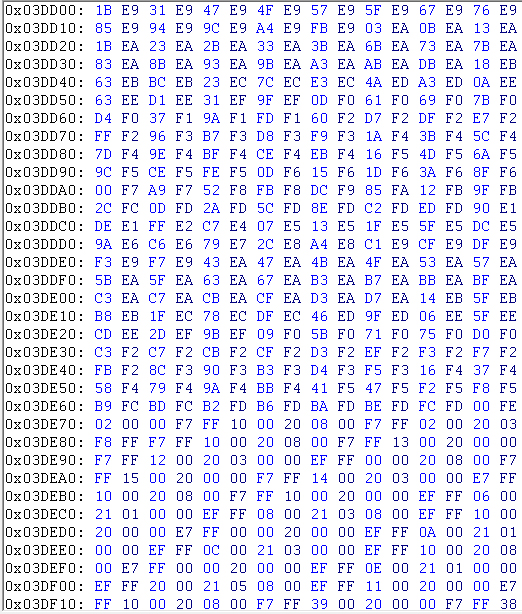 0x03DD00: 1B E9 31 E9 47 E9 4F E9 57 E9 5F E9 67 E9 76 E9
0x03DD10: 85 E9 94 E9 9C E9 A4 E9 FB E9 03 EA 0B EA 13 EA
0x03DD20: 1B EA 23 EA 2B EA 33 EA 3B EA 6B EA 73 EA 7B EA
0x03DD30: 83 EA 8B EA 93 EA 9B EA A3 EA AB EA DB EA 18 EB
0x03DD40: 63 EB BC EB 23 EC 7C EC E3 EC 4A ED A3 ED 0A EE
0x03DD50: 63 EE D1 EE 31 EF 9F EF 0D F0 61 F0 69 F0 7B F0
0x03DD60: D4 F0 37 F1 9A F1 FD F1 60 F2 D7 F2 DF F2 E7 F2
0x03DD70: FF F2 96 F3 B7 F3 D8 F3 F9 F3 1A F4 3B F4 5C F4
0x03DD80: 7D F4 9E F4 BF F4 CE F4 EB F4 16 F5 4D F5 6A F5
0x03DD90: 9C F5 CE F5 FE F5 0D F6 15 F6 1D F6 3A F6 8F F6
0x03DDA0: 00 F7 A9 F7 52 F8 FB F8 DC F9 85 FA 12 FB 9F FB
0x03DDB0: 2C FC 0D FD 2A FD 5C FD 8E FD C2 FD ED FD 90 E1
0x03DDC0: DE E1 FF E2 C7 E4 07 E5 13 E5 1F E5 5F E5 DC E5
0x03DDD0: 9A E6 C6 E6 79 E7 2C E8 A4 E8 C1 E9 CF E9 DF E9
0x03DDE0: F3 E9 F7 E9 43 EA 47 EA 4B EA 4F EA 53 EA 57 EA
0x03DDF0: 5B EA 5F EA 63 EA 67 EA B3 EA B7 EA BB EA BF EA
0x03DE00: C3 EA C7 EA CB EA CF EA D3 EA D7 EA 14 EB 5F EB
0x03DE10: B8 EB 1F EC 78 EC DF EC 46 ED 9F ED 06 EE 5F EE
0x03DE20: CD EE 2D EF 9B EF 09 F0 5B F0 71 F0 75 F0 D0 F0
0x03DE30: C3 F2 C7 F2 CB F2 CF F2 D3 F2 EF F2 F3 F2 F7 F2
0x03DE40: FB F2 8C F3 90 F3 B3 F3 D4 F3 F5 F3 16 F4 37 F4
0x03DE50: 58 F4 79 F4 9A F4 BB F4 41 F5 47 F5 F2 F5 F8 F5
0x03DE60: B9 FC BD FC B2 FD B6 FD BA FD BE FD FC FD 00 FE
0x03DE70: 02 00 00 F7 FF 10 00 20 08 00 F7 FF 02 00 20 03
0x03DE80: F8 FF F7 FF 10 00 20 08 00 F7 FF 13 00 20 00 00
0x03DE90: F7 FF 12 00 20 03 00 00 EF FF 00 00 20 08 00 F7
0x03DEA0: FF 15 00 20 00 00 F7 FF 14 00 20 03 00 00 E7 FF
0x03DEB0: 10 00 20 08 00 F7 FF 10 00 20 00 00 EF FF 06 00
0x03DEC0: 21 01 00 00 EF FF 08 00 21 03 08 00 EF FF 10 00
0x03DED0: 20 00 00 E7 FF 00 00 20 00 00 EF FF 0A 00 21 01
0x03DEE0: 00 00 EF FF 0C 00 21 03 00 00 EF FF 10 00 20 08
0x03DEF0: 00 E7 FF 00 00 20 00 00 EF FF 0E 00 21 01 00 00
0x03DF00: EF FF 20 00 21 05 08 00 EF FF 11 00 20 00 00 E7
0x03DF10: FF 10 00 20 08 00 F7 FF 39 00 20 00 00 F7 FF 38